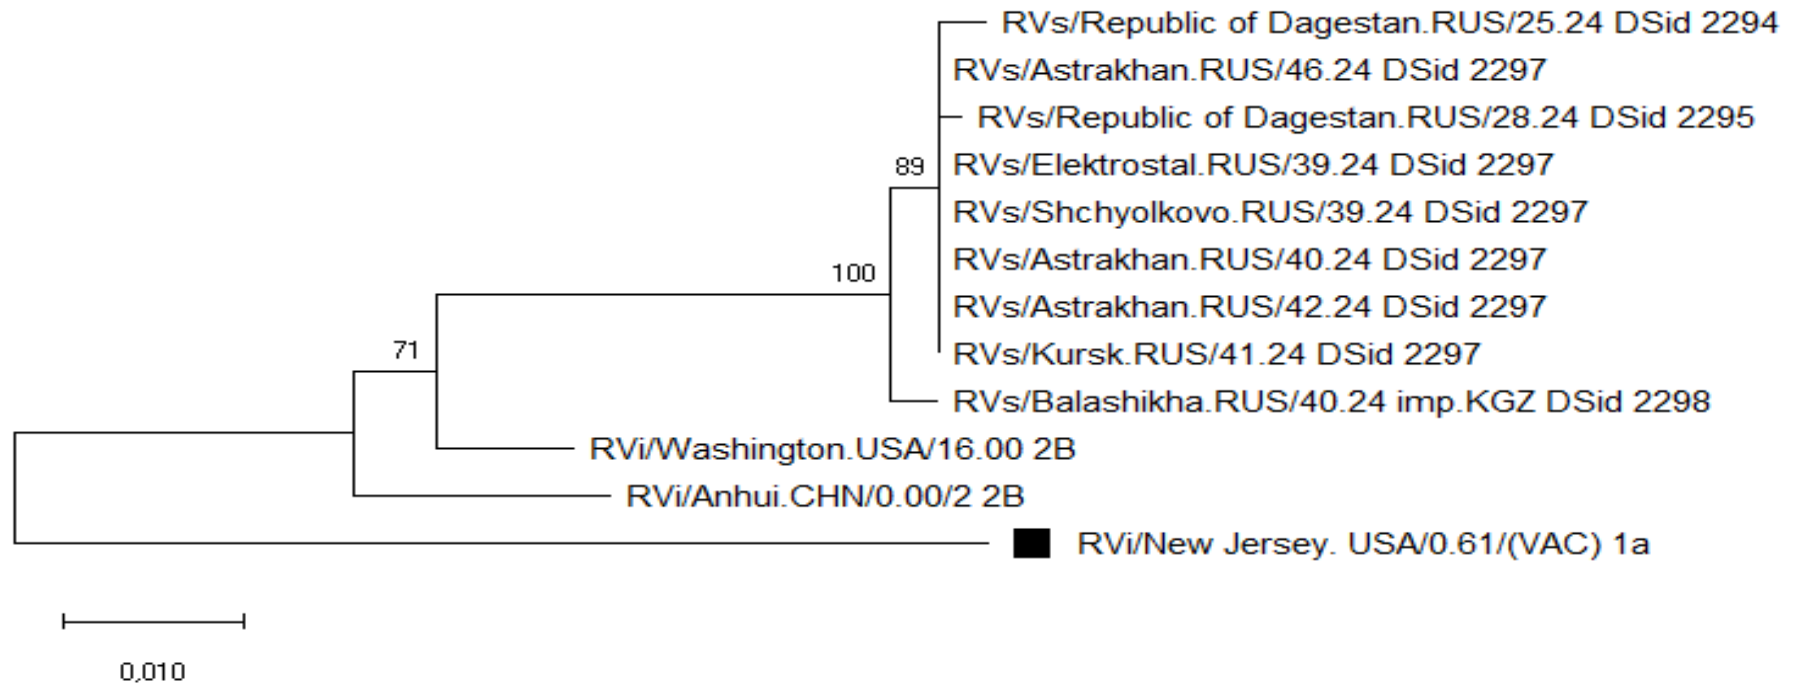 RVs/Republic of Dagestan.RUS/25.24 DSid 2294
RVs/Astrakhan.RUS/46.24 DSid 2297
RVs/Republic of Dagestan.RUS/28.24 DSid 2295
89
RVs/Elektrostal.RUS/39.24 DSid 2297
RVs/Shchyolkovo.RUS/39.24 DSid 2297
RVs/Astrakhan.RUS/40.24 DSid 2297
100
RVs/Astrakhan.RUS/42.24 DSid 2297
71
RVs/Kursk.RUS/41.24 DSid 2297
RVs/Balashikha.RUS/40.24 imp.KGZ DSid 2298
RVi/Washington.USA/16.00 2B
RVi/Anhui.CHN/0.00/2 2B
RVi/New Jersey. USA/0.61/(VAC) 1a
0,010